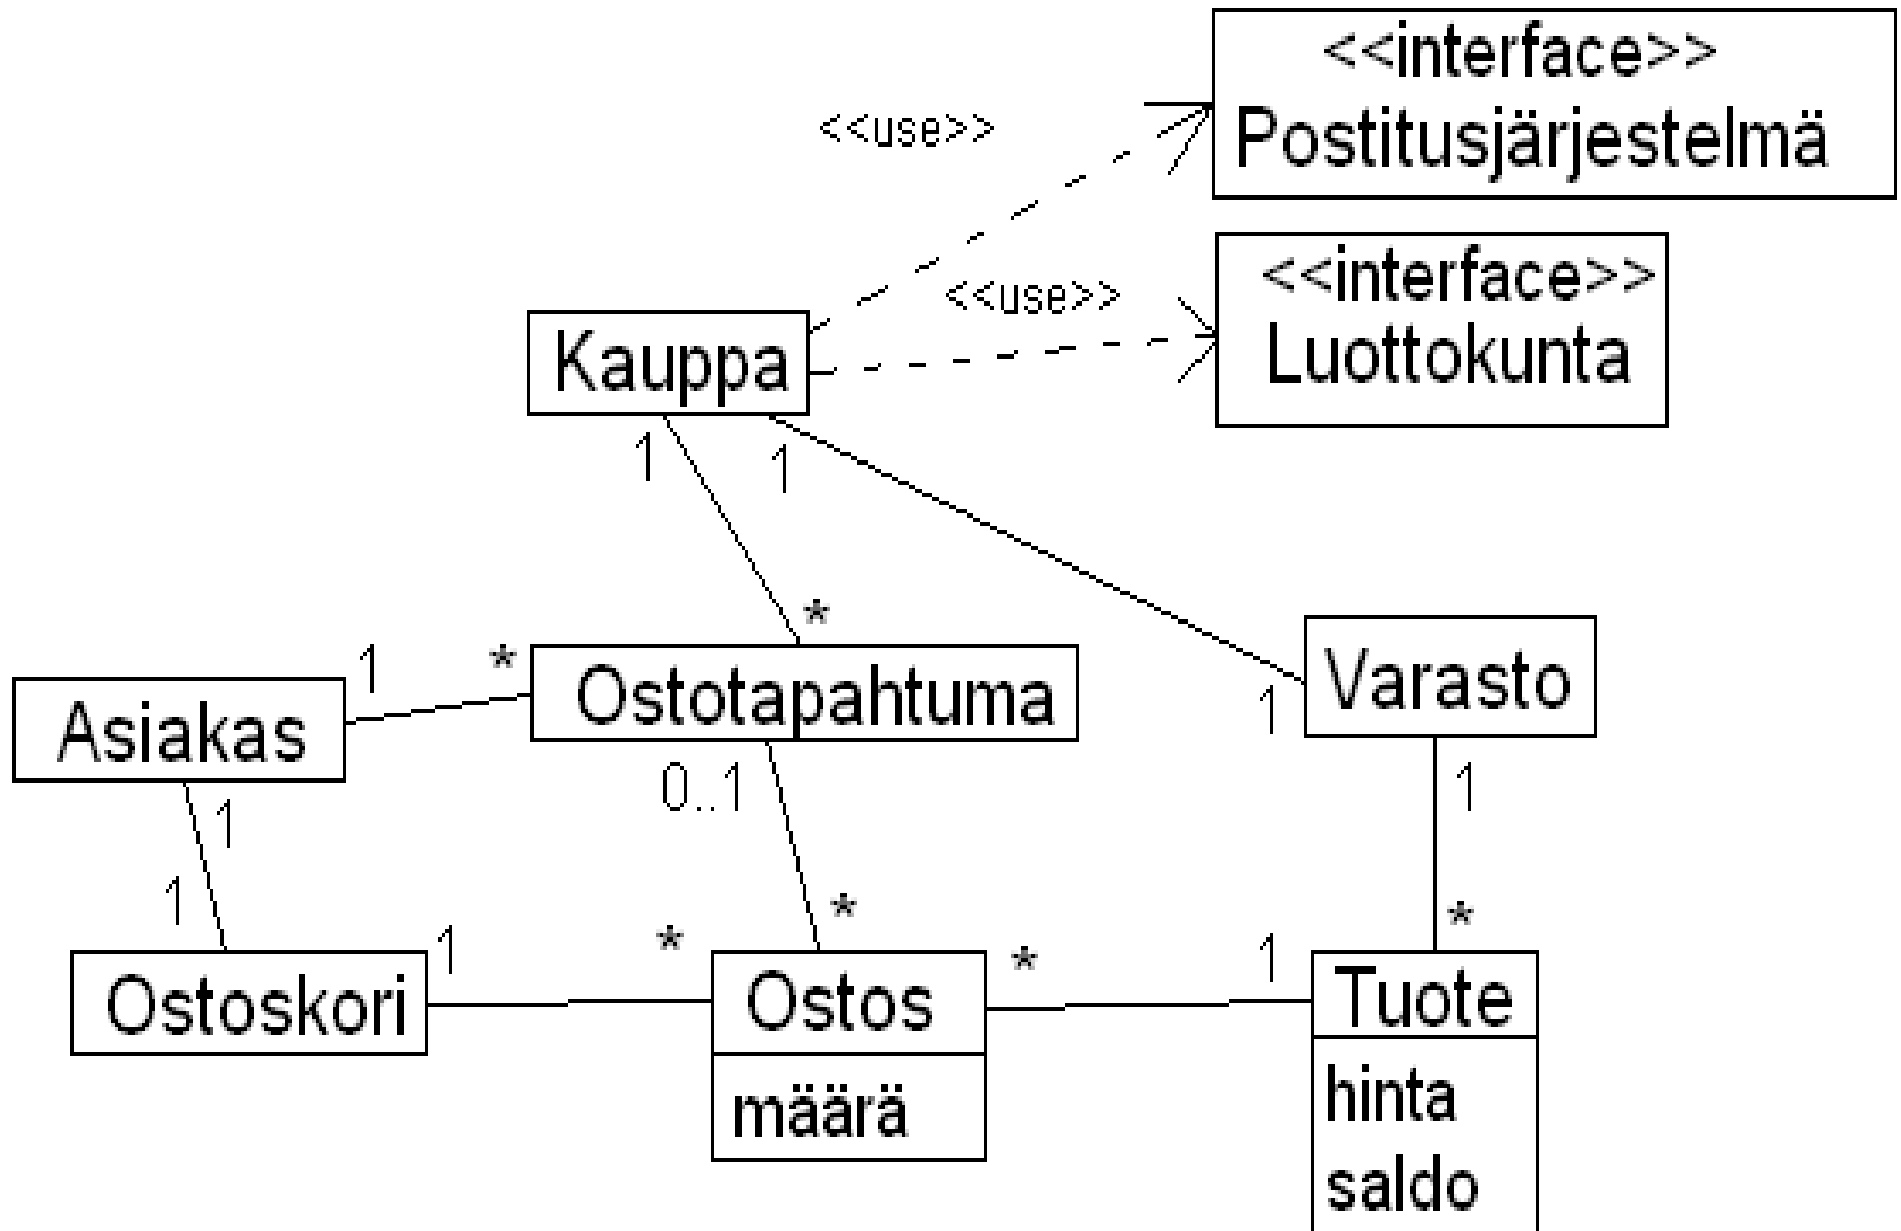 <<interface>>
Postitusjärjestelmä
<<use>>
<<interface>>
Luottokunta
<<use>>
Kauppa
1
1
*
Ostotapahtuma
1
*
Asiakas
Varasto
1
0..1
1
1
1
*
*
Ostoskori
1
*
Ostos
määrä
*
1
Tuote
hinta
saldo